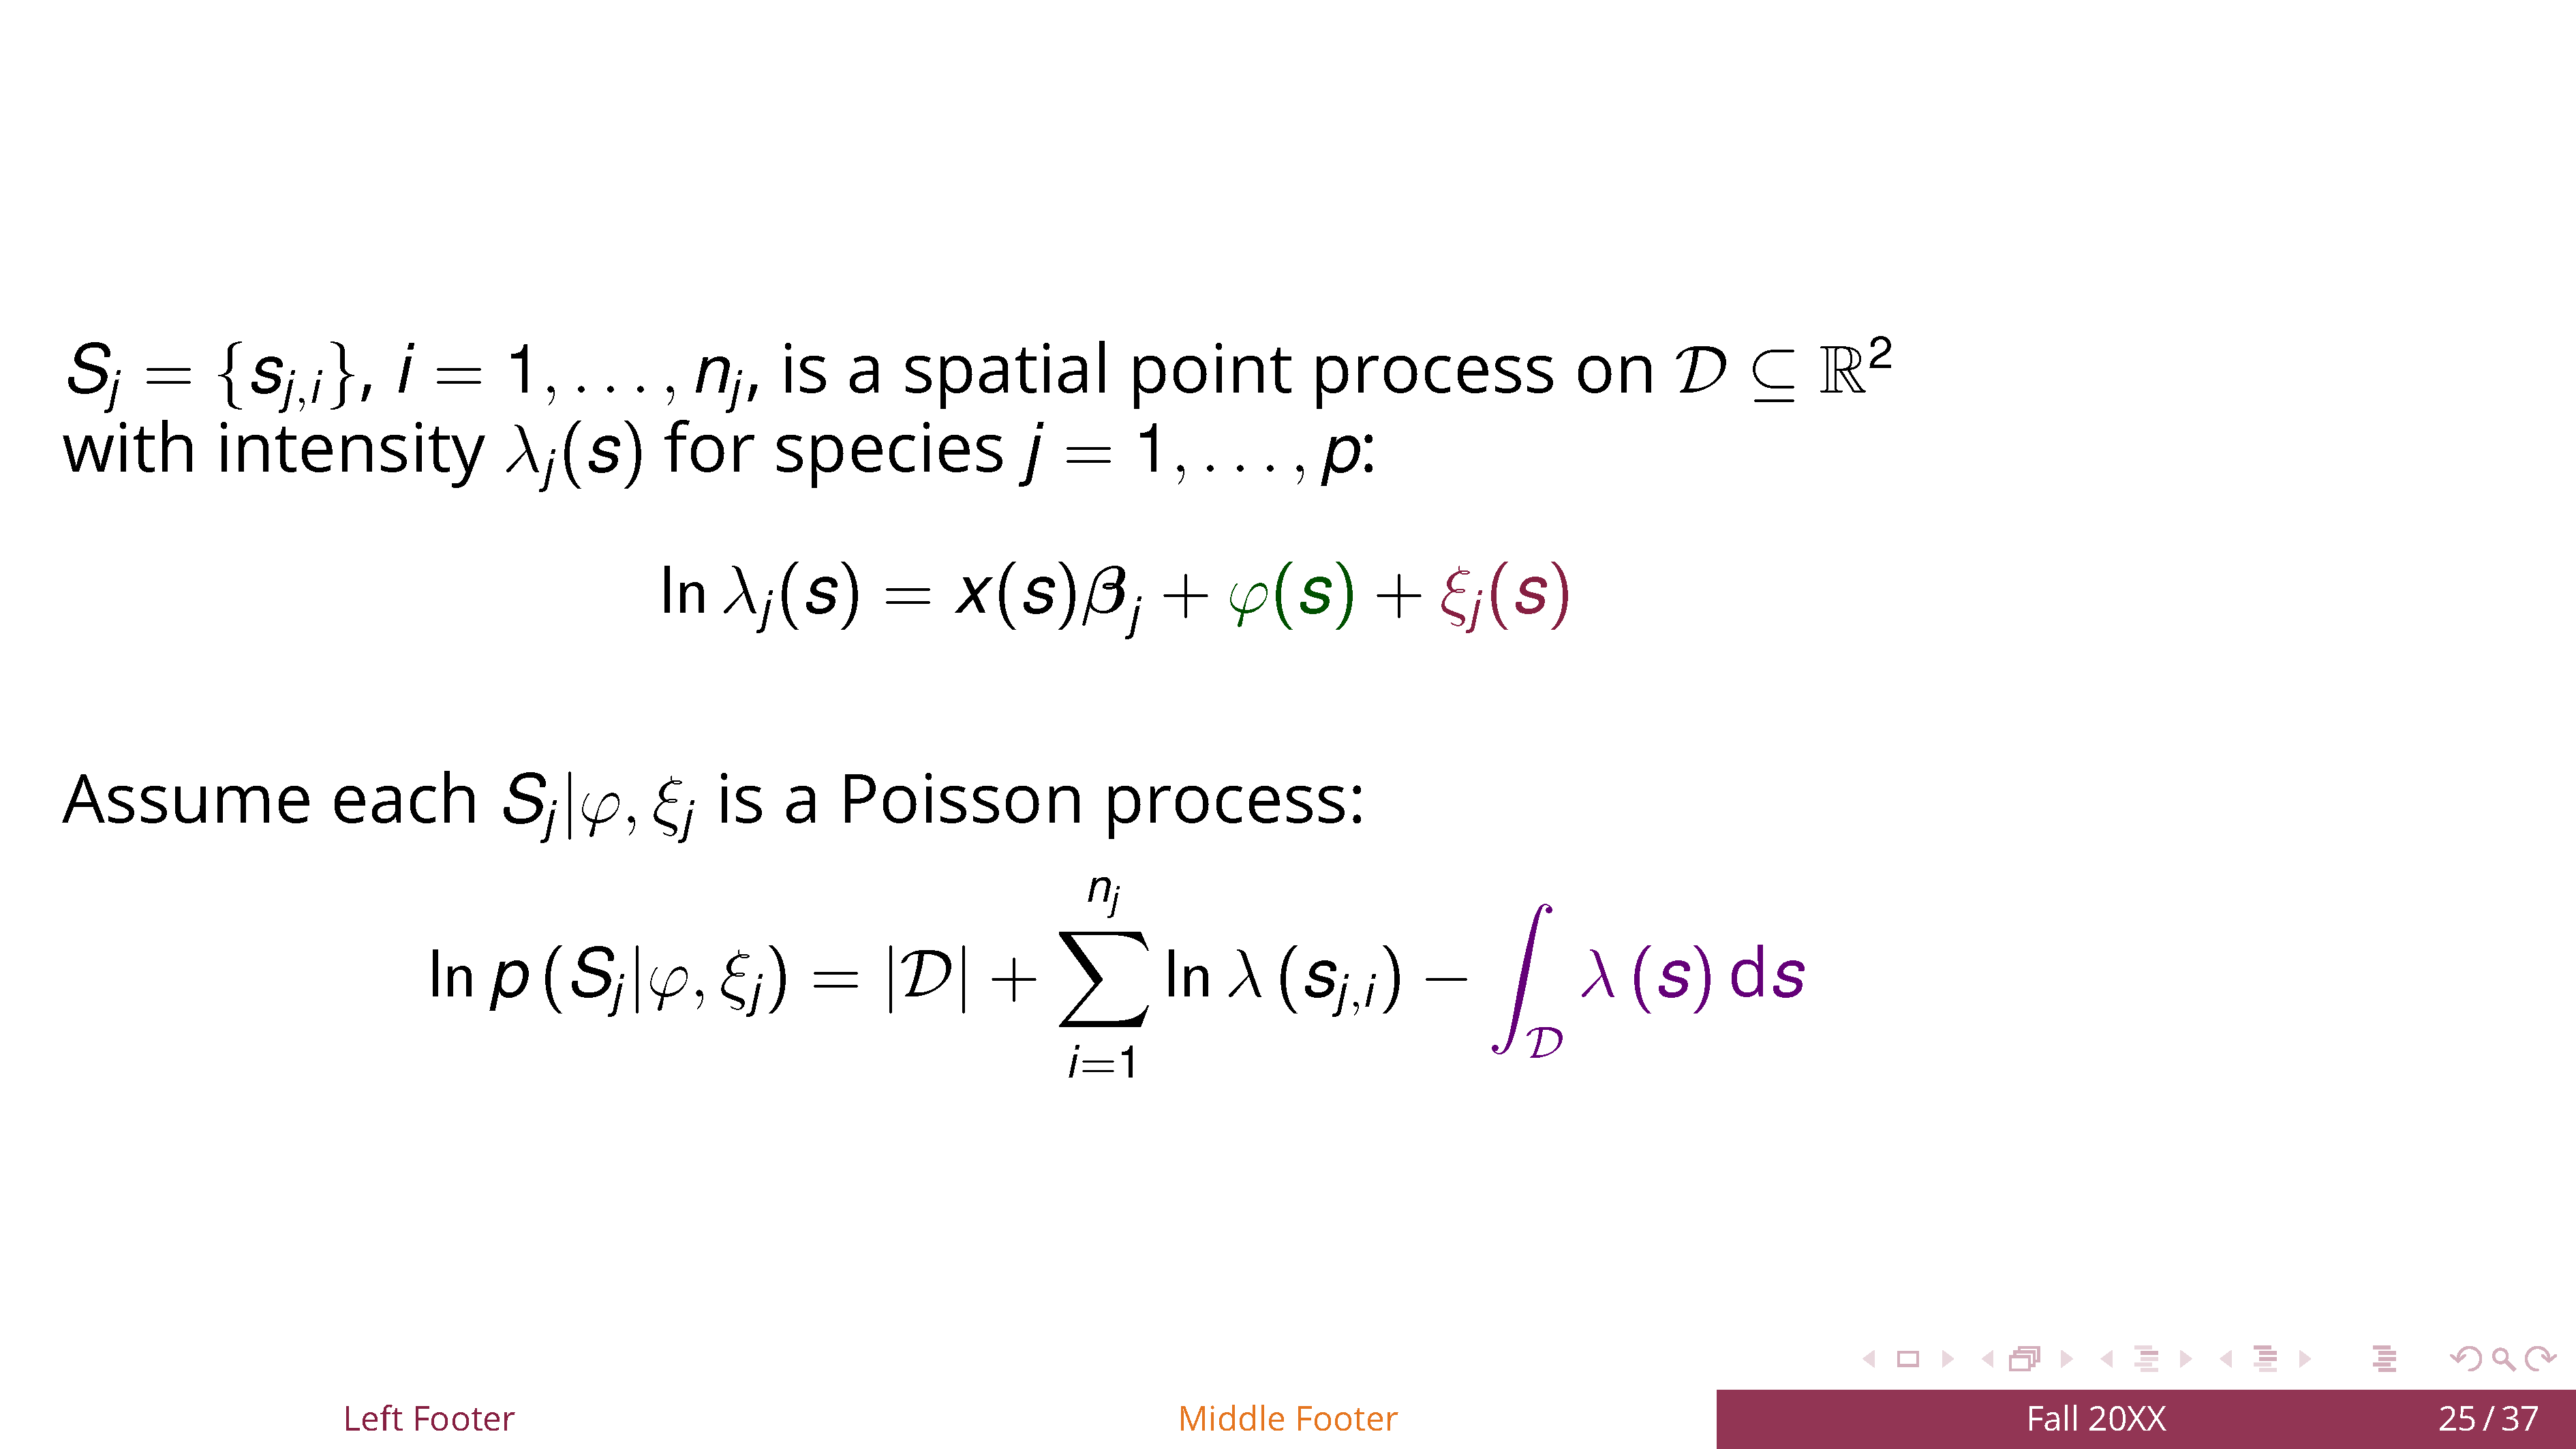 S_j = {s_{j,i}}, i = 1, . . . , n_j, is a spatial point process on 𝒟 ⊆ ℝ²
with intensity λ_j(s) for species j = 1, . . . , p:
ln λ_j(s) = x(s)β_j + φ(s) + ξ_j(s)
Assume each S_j|φ, ξ_j is a Poisson process:
ln p (S_j|φ, ξ_j) = |𝒟| + ∑_{i=1}^{n_j} ln λ (s_{j,i}) − ∫_𝒟 λ (s) ds
Left Footer Middle Footer Fall 20XX 25 / 37